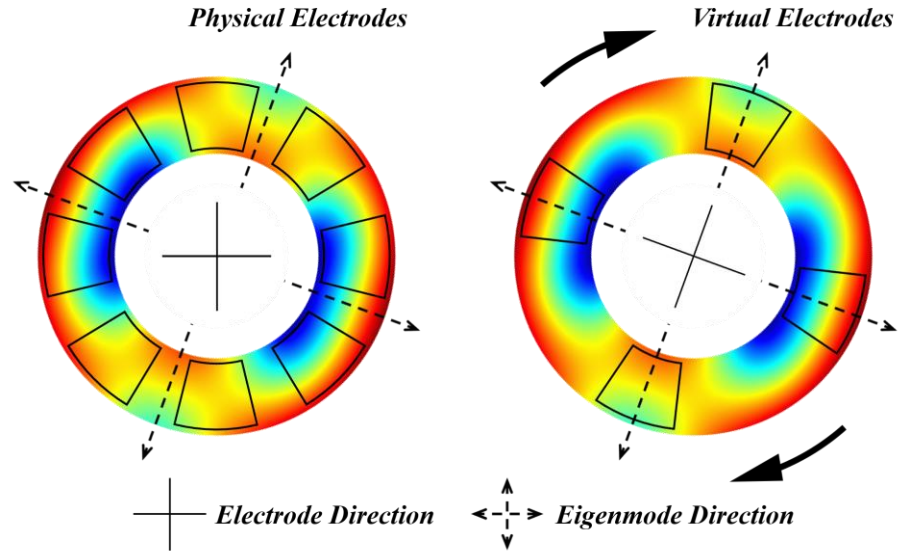 Physical Electrodes
Virtual Electrodes
Electrode Direction
Eigenmode Direction